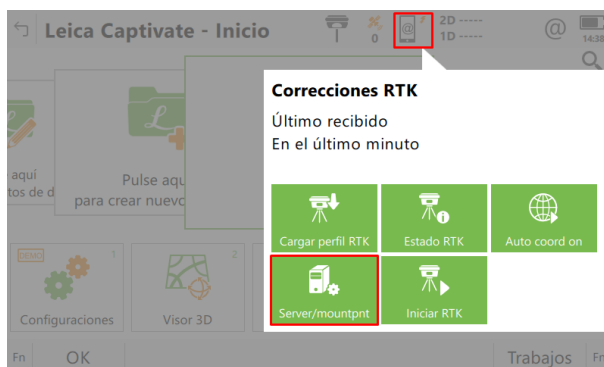 Leica Captivate - Inicio
0
@
2D -----
1D -----
@
14:38
Correcciones RTK
Último recibido
En el último minuto
aquí
tos de d
Pulse aqu
para crear nuevo
Cargar perfil RTK
Estado RTK
Auto coord on
Server/mountpnt
Iniciar RTK
DEMO
1
Configuraciones
2
Visor 3D
Fn
OK
Trabajos
Fn